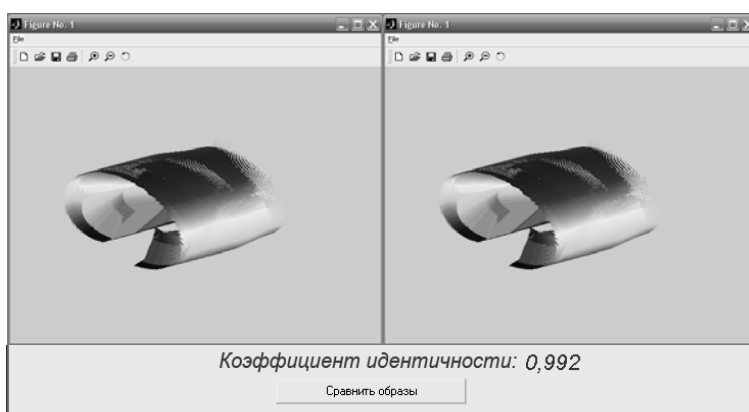 Figure No. 1
File
Figure No. 1
File
Коэффициент идентичности: 0,992
Сравнить образы